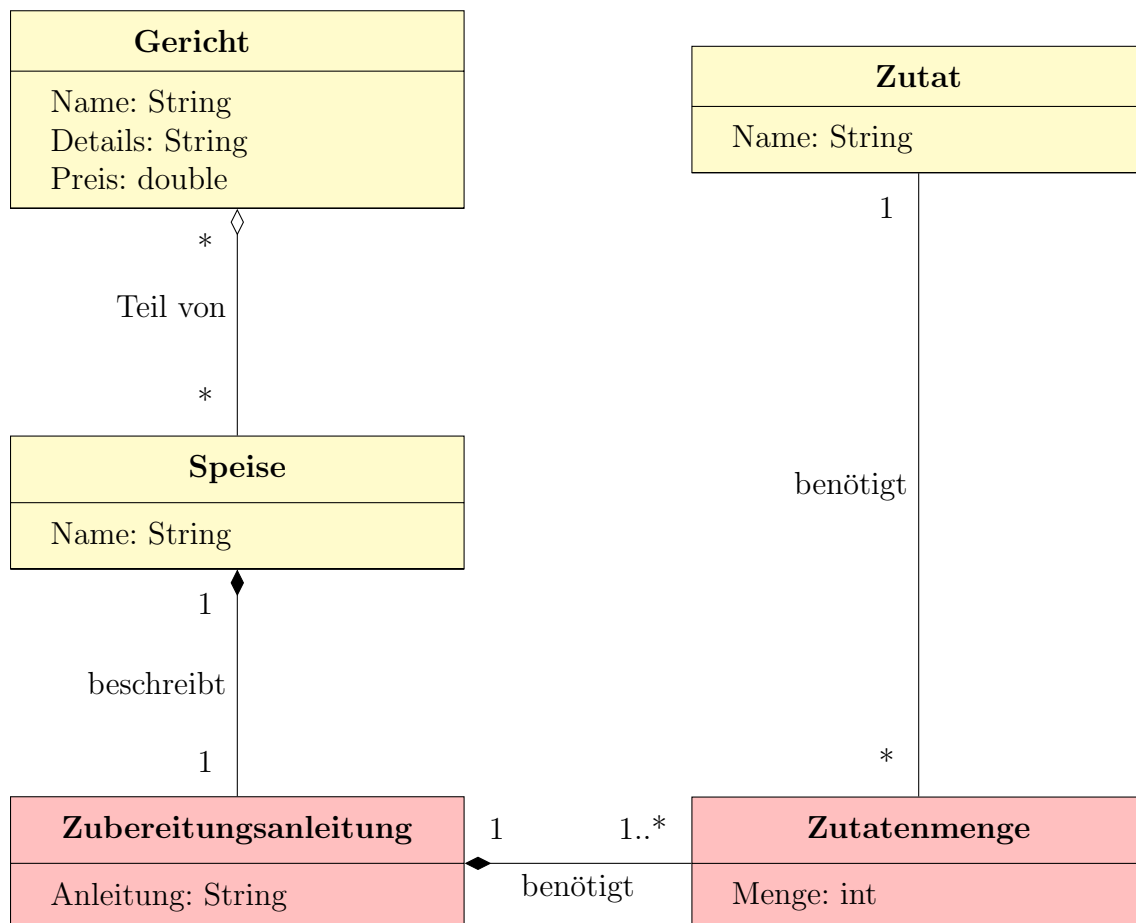 Gericht
Name: String
Details: String
Preis: double
Zutat
Name: String
1
*
Teil von
*
Speise
Name: String
benötigt
1
beschreibt
1
*
Zubereitungsanleitung
Anleitung: String
1
1..*
benötigt
Zutatenmenge
Menge: int